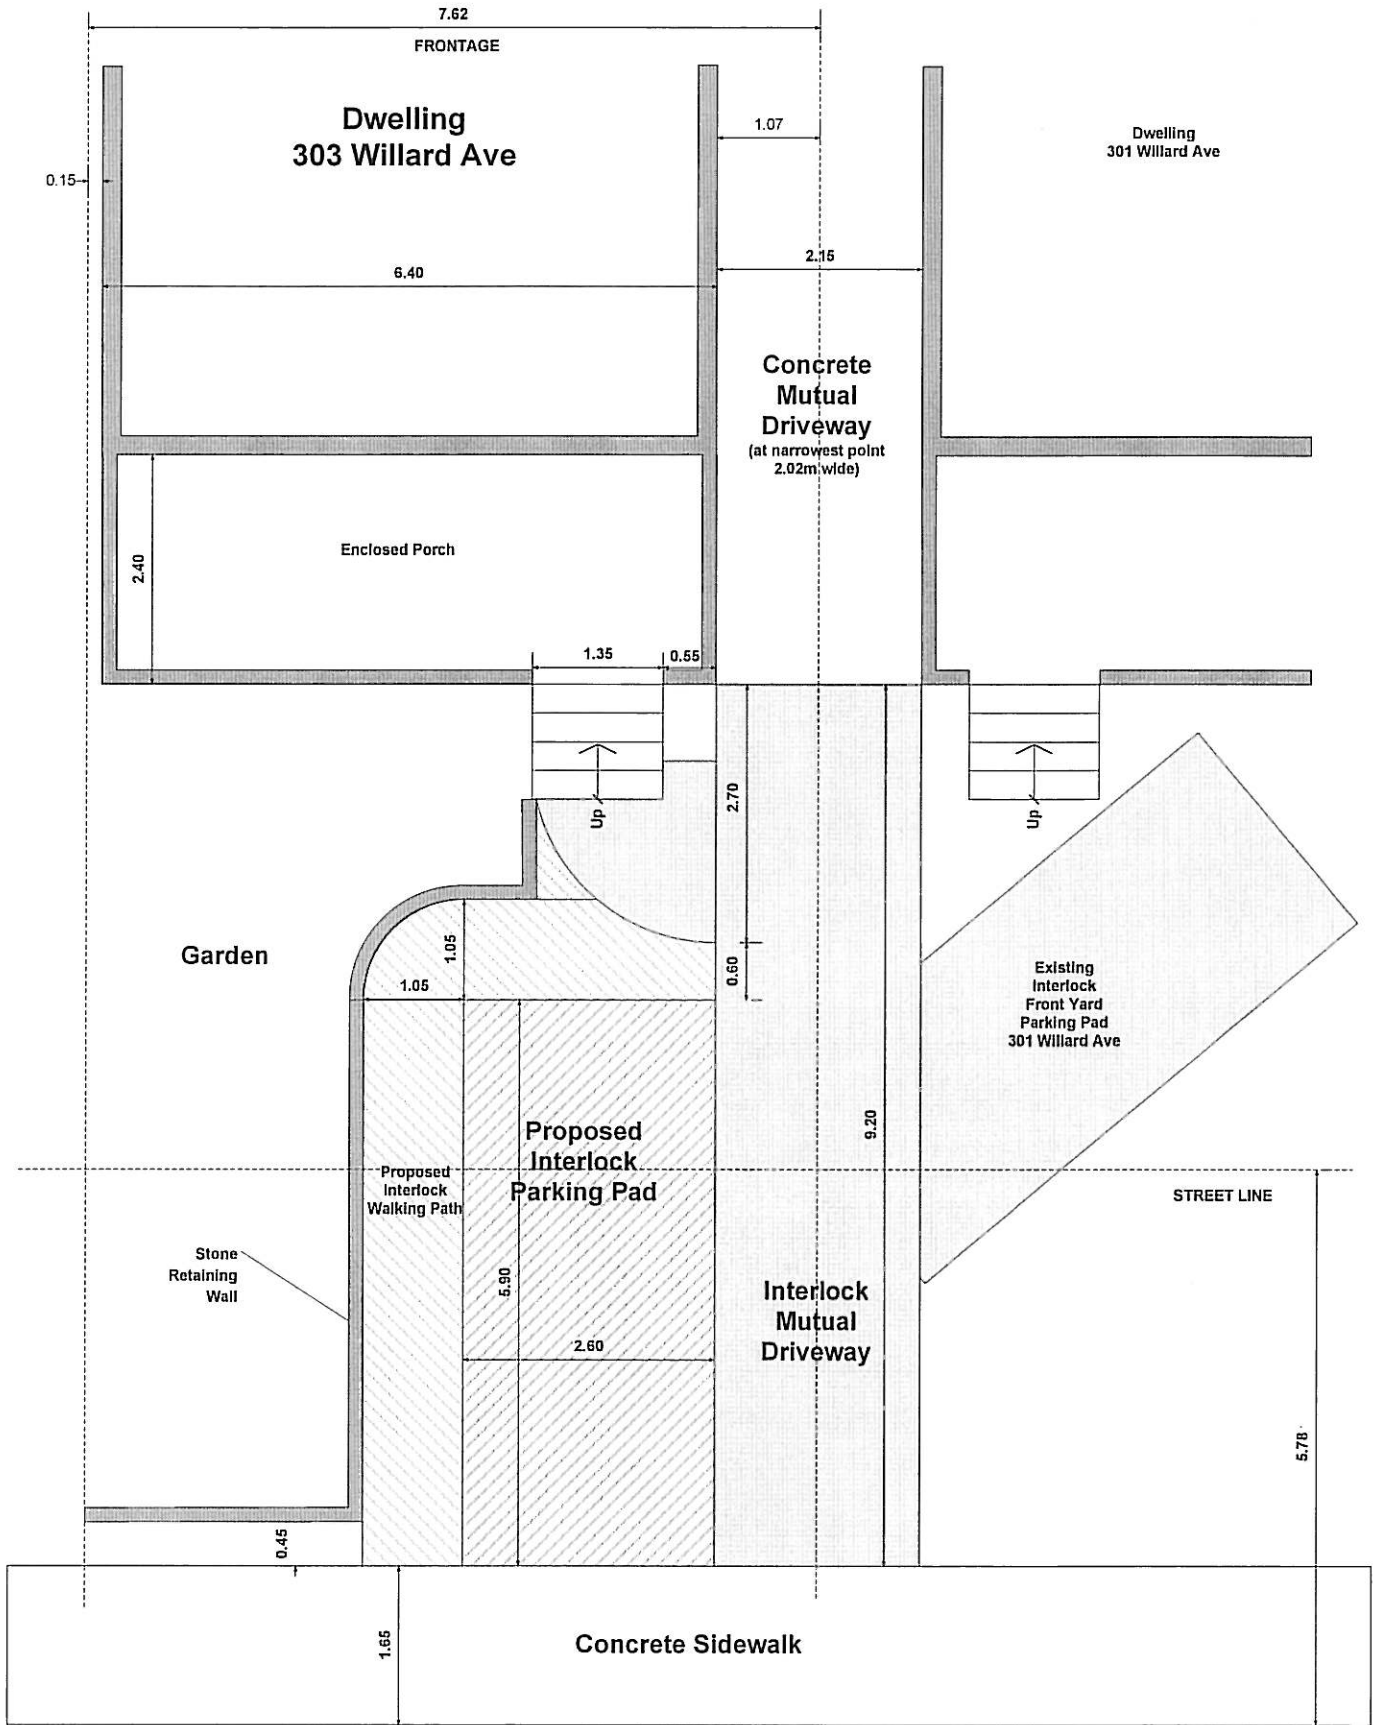 7.62
FRONTAGE
Dwelling
303 Willard Ave
1.07
Dwelling
301 Willard Ave
0.15
2.15
6.40
Concrete
Mutual
Driveway
(at narrowest point
2.02m wide)
Enclosed Porch
2.40
1.35
0.55
2.70
Up
Up
Garden
1.05
0.60
1.05
Existing
Interlock
Front Yard
Parking Pad
301 Willard Ave
9.20
Proposed
Interlock
Parking Pad
Proposed
Interlock
Walking Path
STREET LINE
Stone
Retaining
Wall
5.90
Interlock
Mutual
Driveway
2.60
5.78
0.45
1.65
Concrete Sidewalk